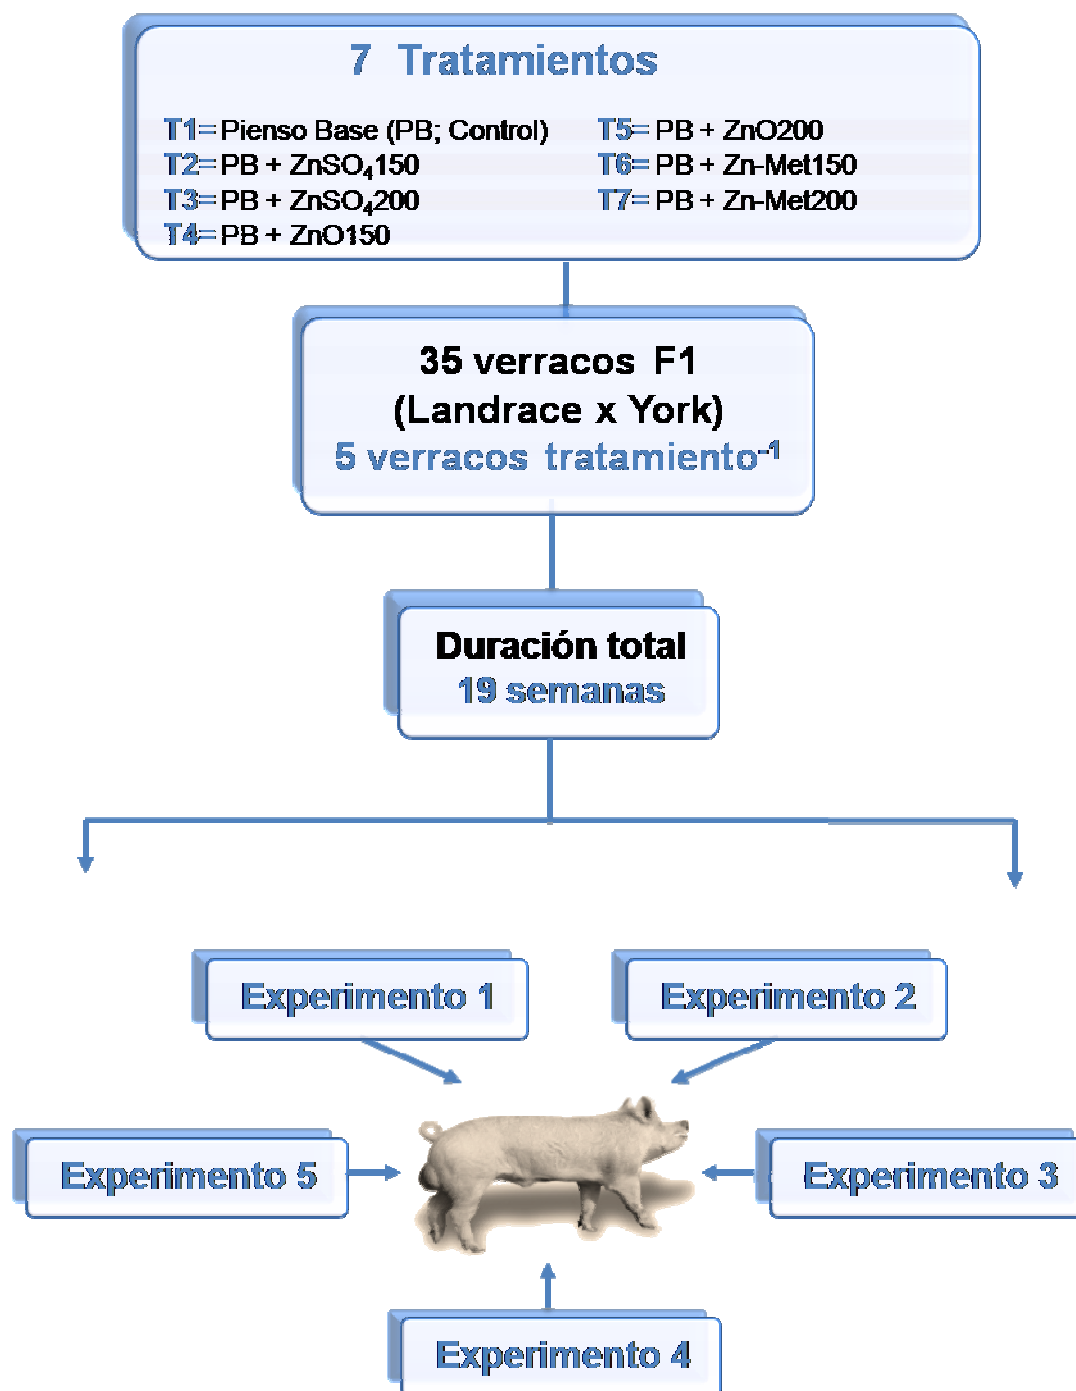 7 Tratamientos
T1= Pienso Base (PB; Control)
T2= PB + ZnSO₄150
T3= PB + ZnSO₄200
T4= PB + ZnO150
T5= PB + ZnO200
T6= PB + Zn-Met150
T7= PB + Zn-Met200
35 verracos F1
(Landrace x York)
5 verracos tratamiento⁻¹
Duración total
19 semanas
Experimento 1
Experimento 2
Experimento 5
Experimento 3
Experimento 4